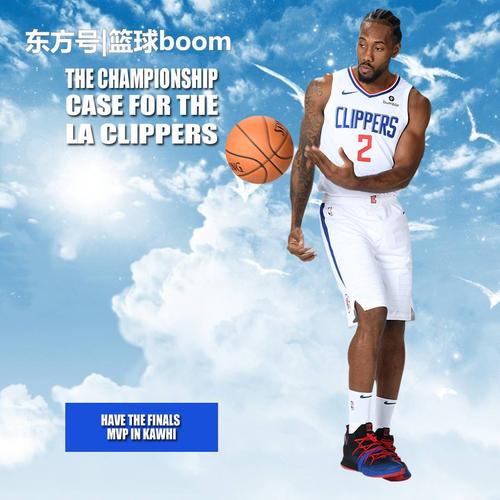 东方号|篮球boom
THE CHAMPIONSHIP
CASE FOR THE
LA CLIPPERS
bumble
CLIPPERS
2
HAVE THE FINALS
MVP IN KAWHI